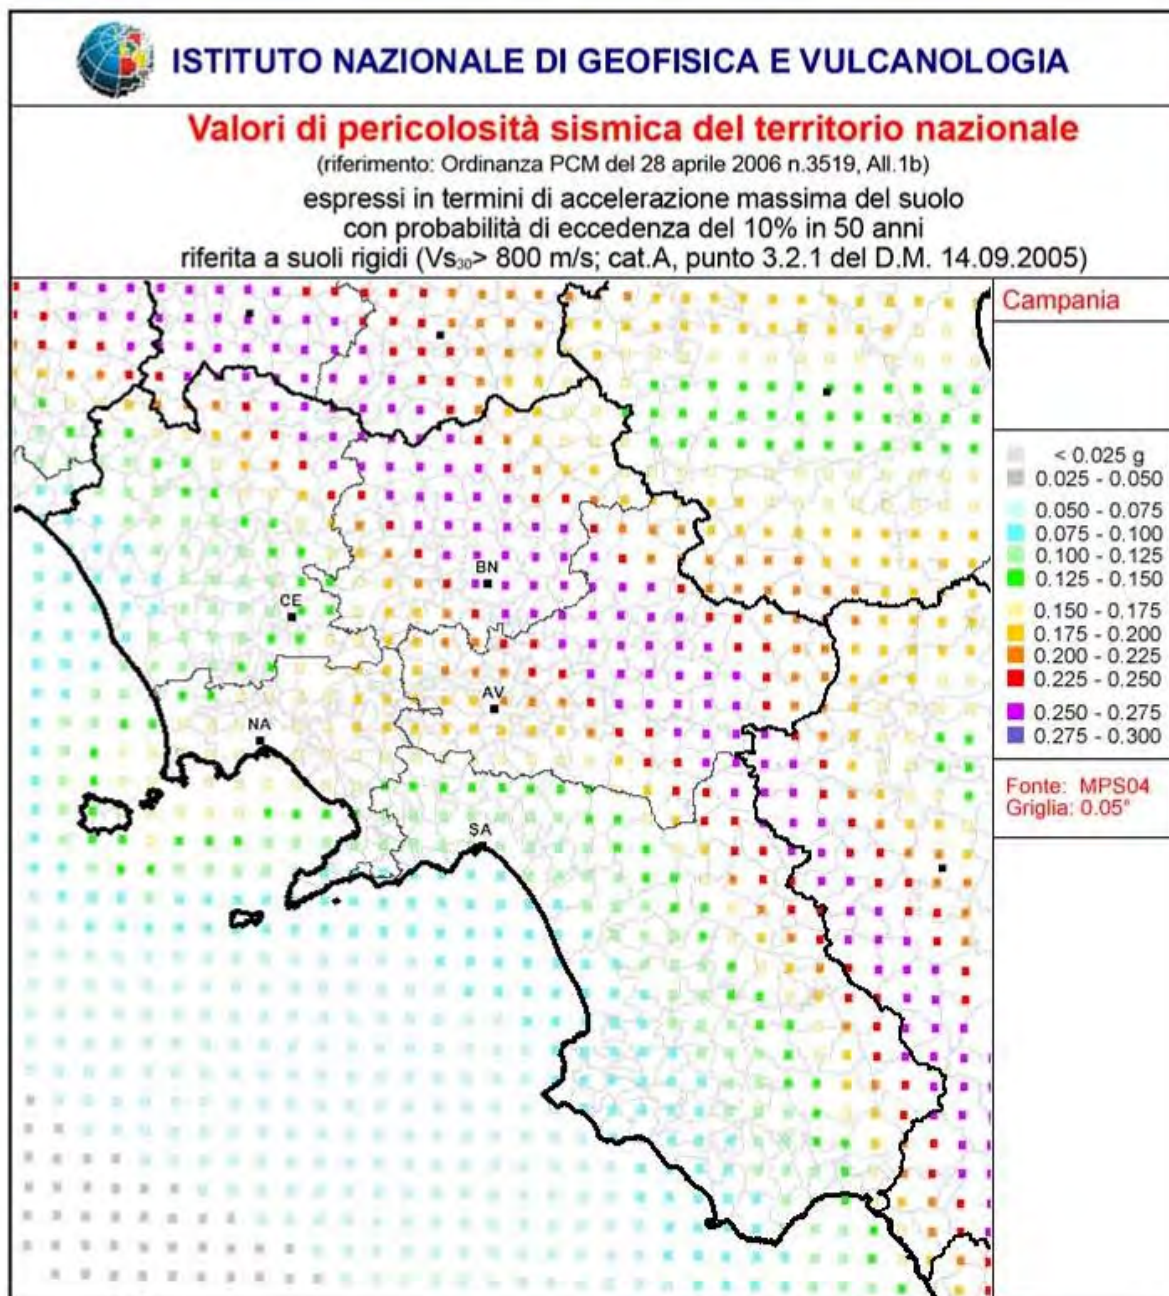 ISTITUTO NAZIONALE DI GEOFISICA E VULCANOLOGIA
Valori di pericolosità sismica del territorio nazionale
(riferimento: Ordinanza PCM del 28 aprile 2006 n.3519, All.1b)
espressi in termini di accelerazione massima del suolo
con probabilità di eccedenza del 10% in 50 anni
riferita a suoli rigidi (Vs30> 800 m/s; cat.A, punto 3.2.1 del D.M. 14.09.2005)
Campania
< 0.025 g
0.025 - 0.050
0.050 - 0.075
0.075 - 0.100
0.100 - 0.125
0.125 - 0.150
0.150 - 0.175
0.175 - 0.200
0.200 - 0.225
0.225 - 0.250
0.250 - 0.275
0.275 - 0.300
Fonte: MPS04
Griglia: 0.05°
BN
CE
AV
NA
SA